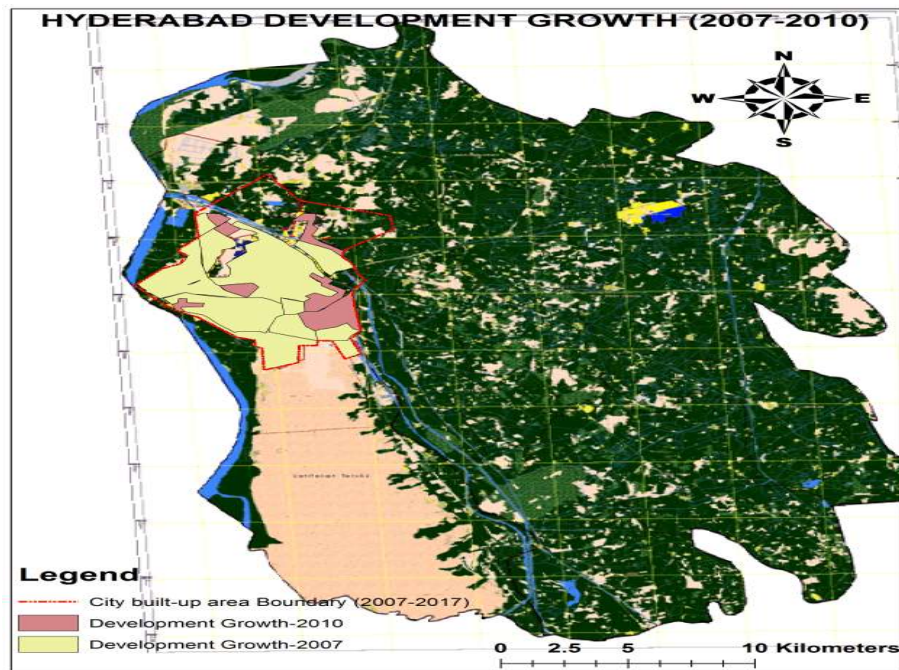 HYDERABAD DEVELOPMENT GROWTH (2007-2010)
N
W E
S
Legend
City built-up area Boundary (2007-2017)
Development Growth-2010
Development Growth-2007
0 2.5 5 10 Kilometers